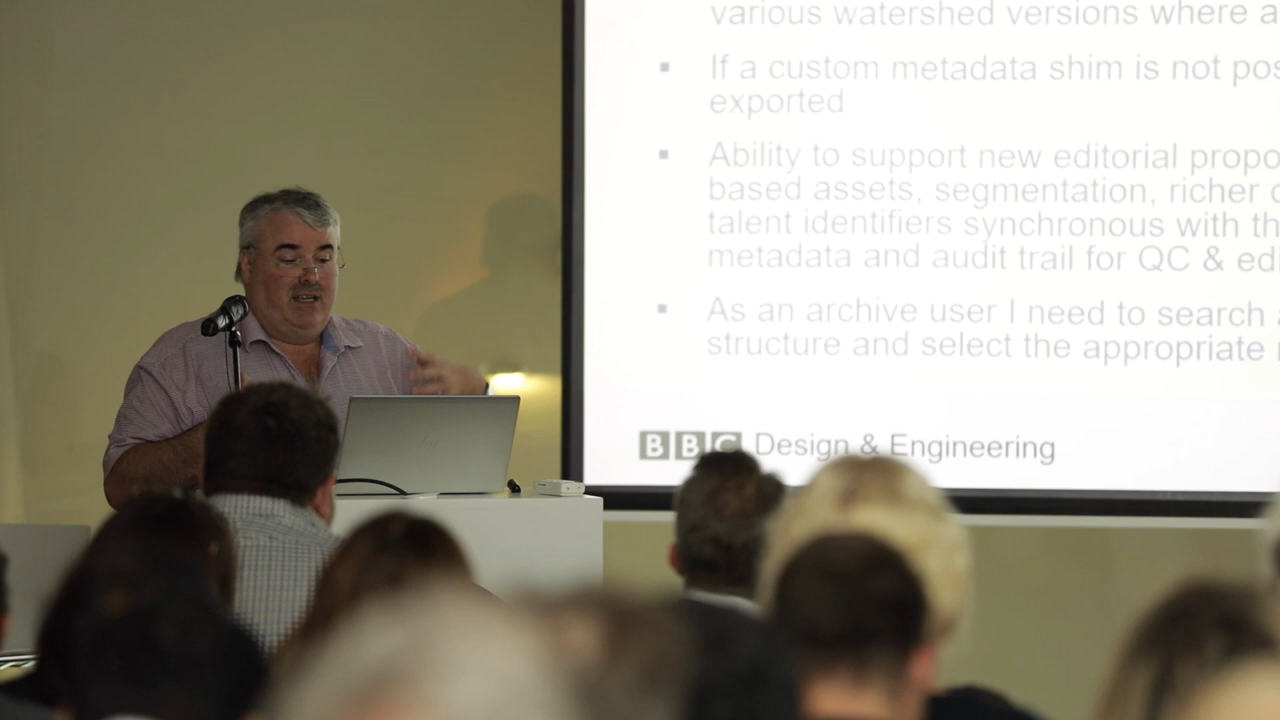 various watershed versions where a
▪ If a custom metadata shim is not pos
exported
▪ Ability to support new editorial propo
based assets, segmentation, richer
talent identifiers synchronous with th
metadata and audit trail for QC & edi
▪ As an archive user I need to search
structure and select the appropriate
BBC Design & Engineering